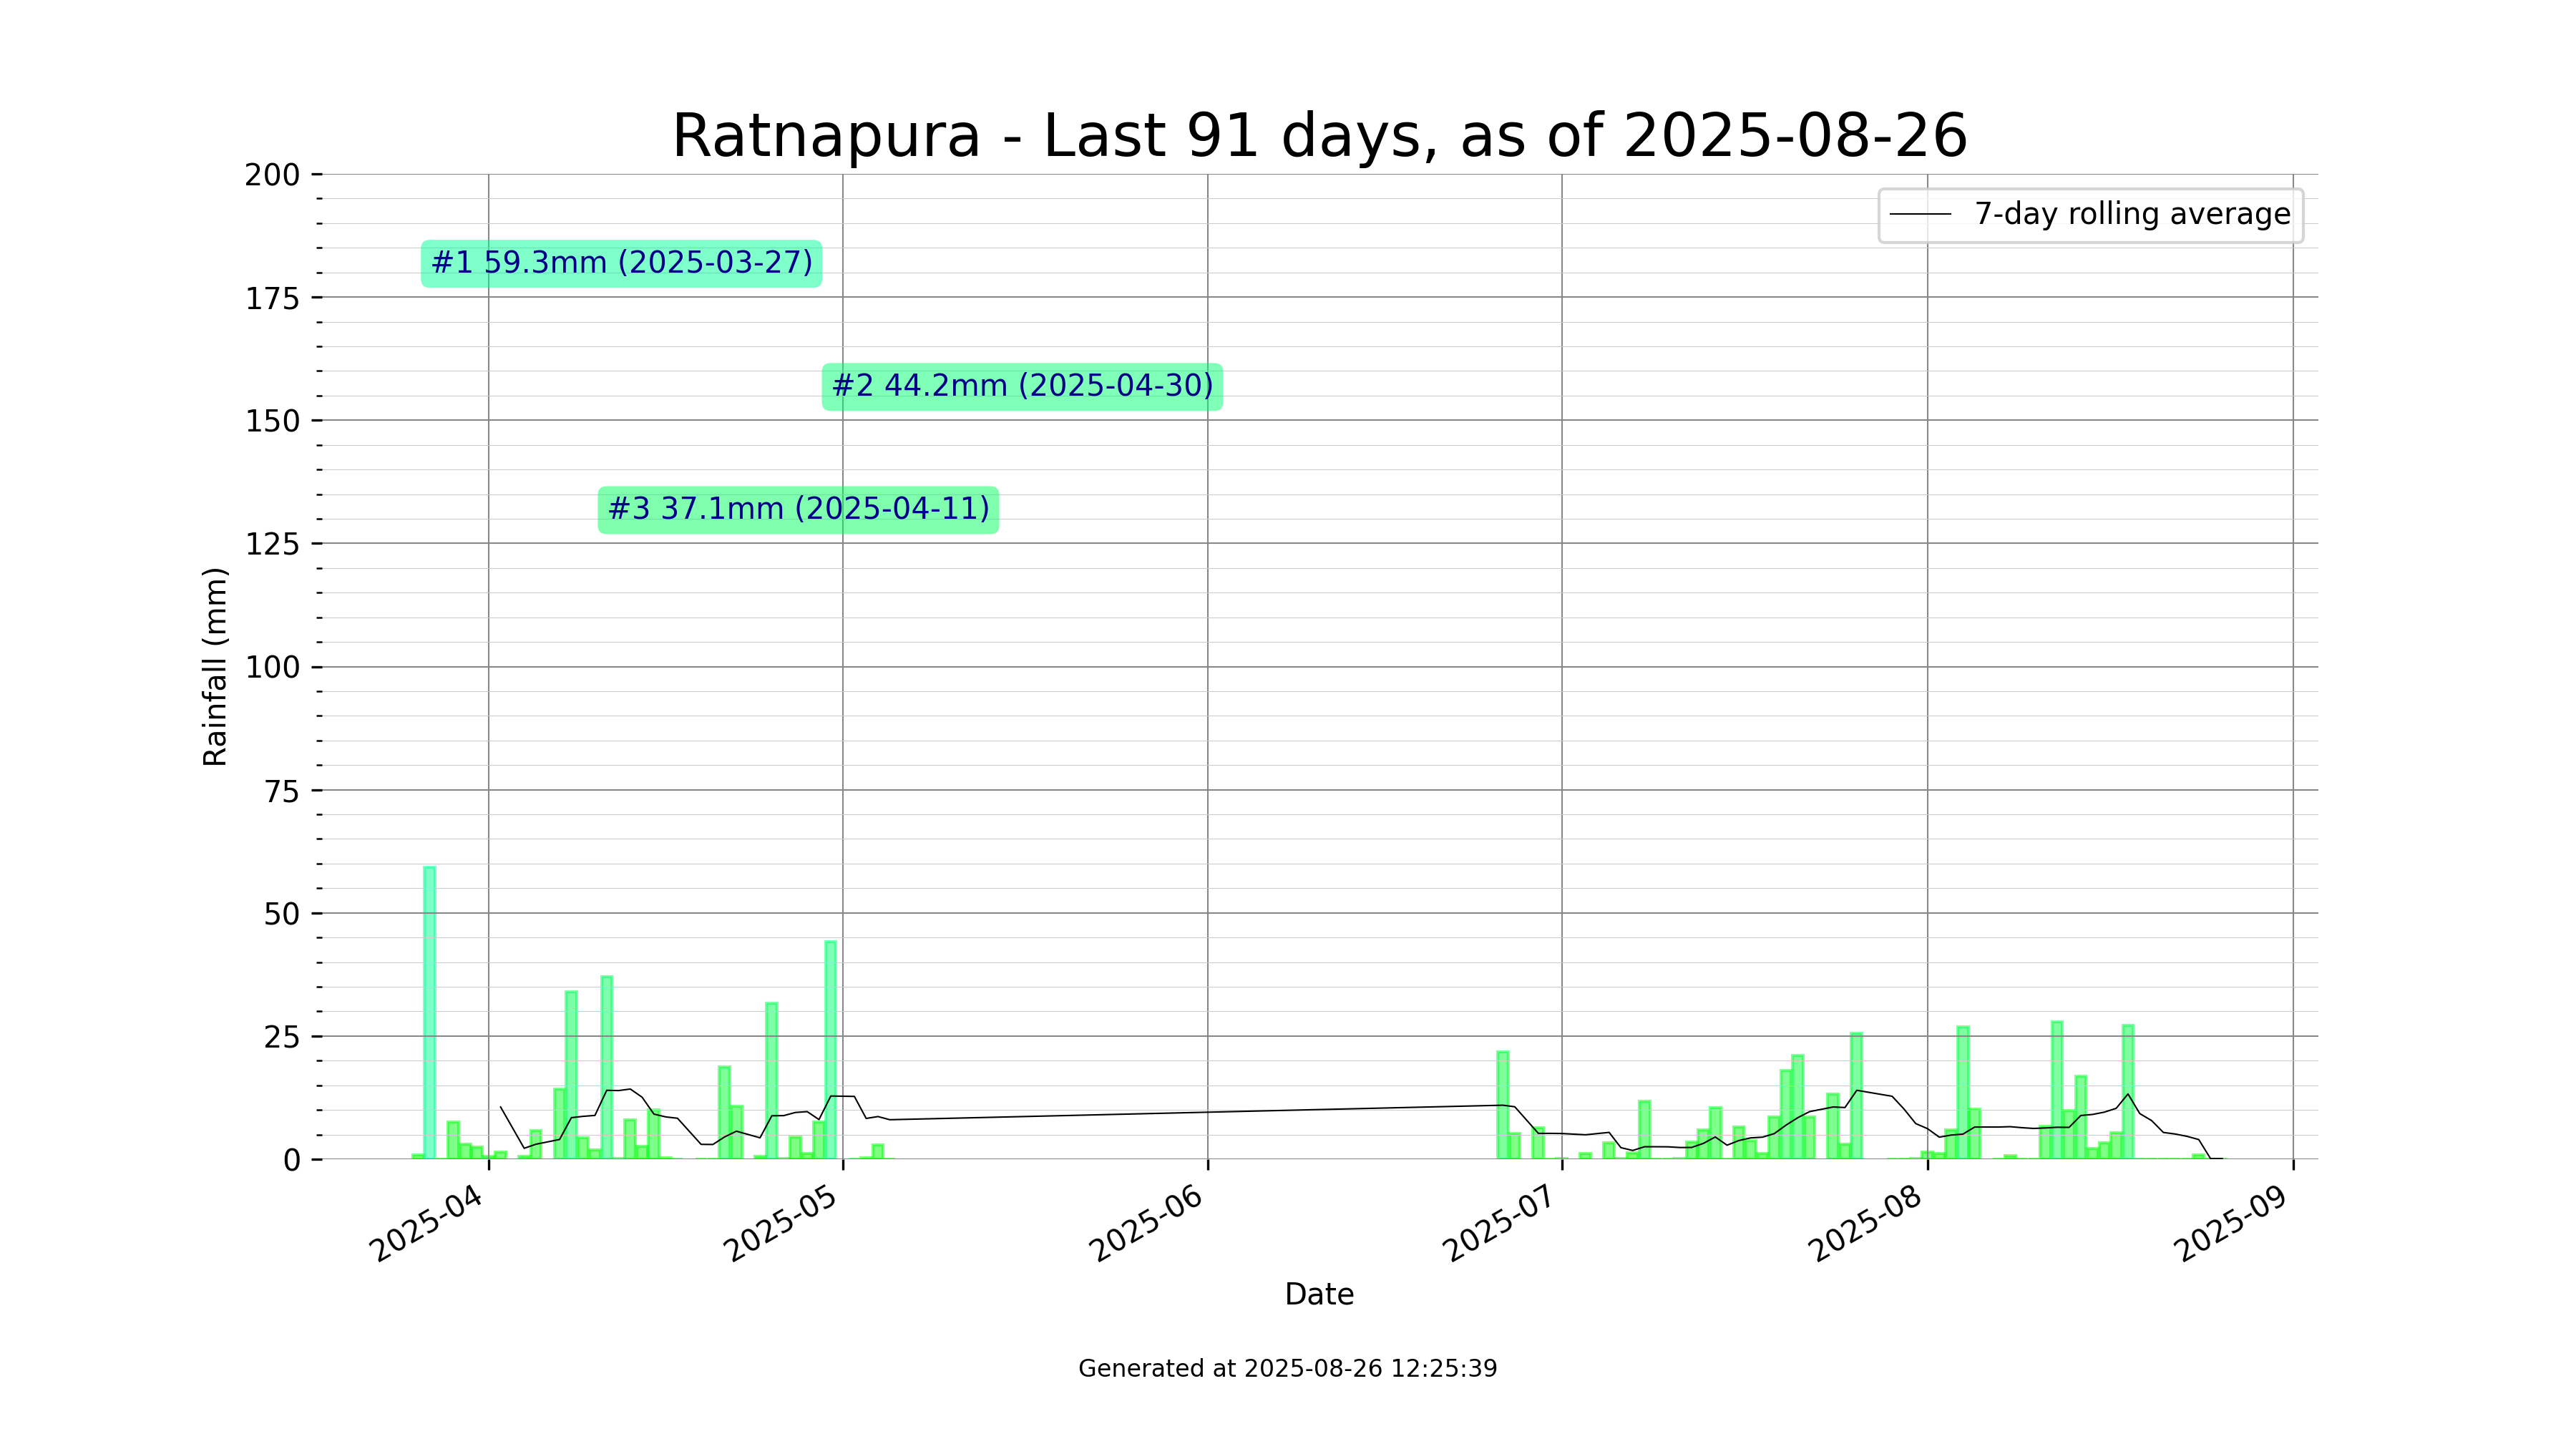 Ratnapura - Last 91 days, as of 2025-08-26
7-day rolling average
#1 59.3mm (2025-03-27)
#2 44.2mm (2025-04-30)
#3 37.1mm (2025-04-11)
Rainfall (mm)
200
175
150
125
100
75
50
25
0
2025-04
2025-05
2025-06
2025-07
2025-08
2025-09
Date
Generated at 2025-08-26 12:25:39